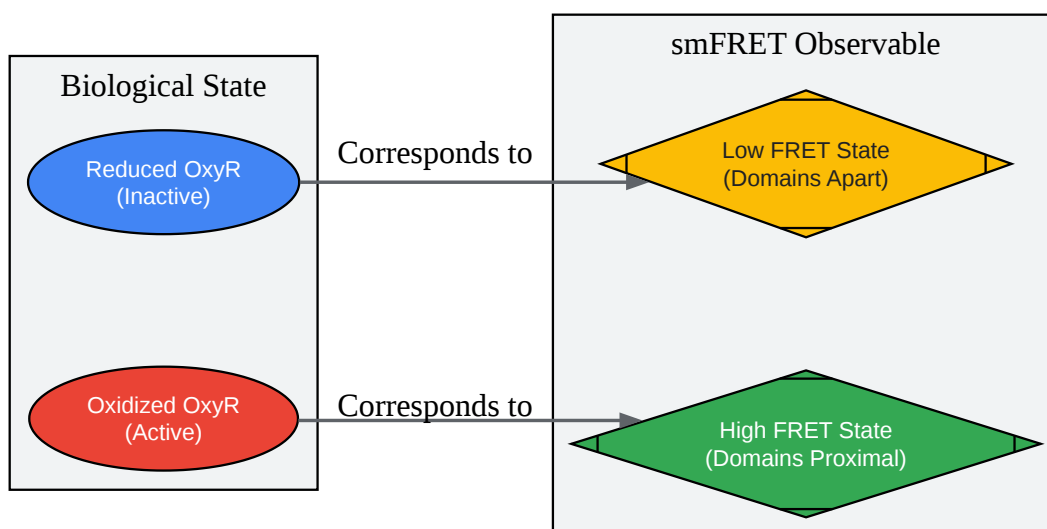 smFRET Observable
Biological State
Reduced OxyR
(Inactive)
Corresponds to
Low FRET State
(Domains Apart)
Oxidized OxyR
(Active)
Corresponds to
High FRET State
(Domains Proximal)